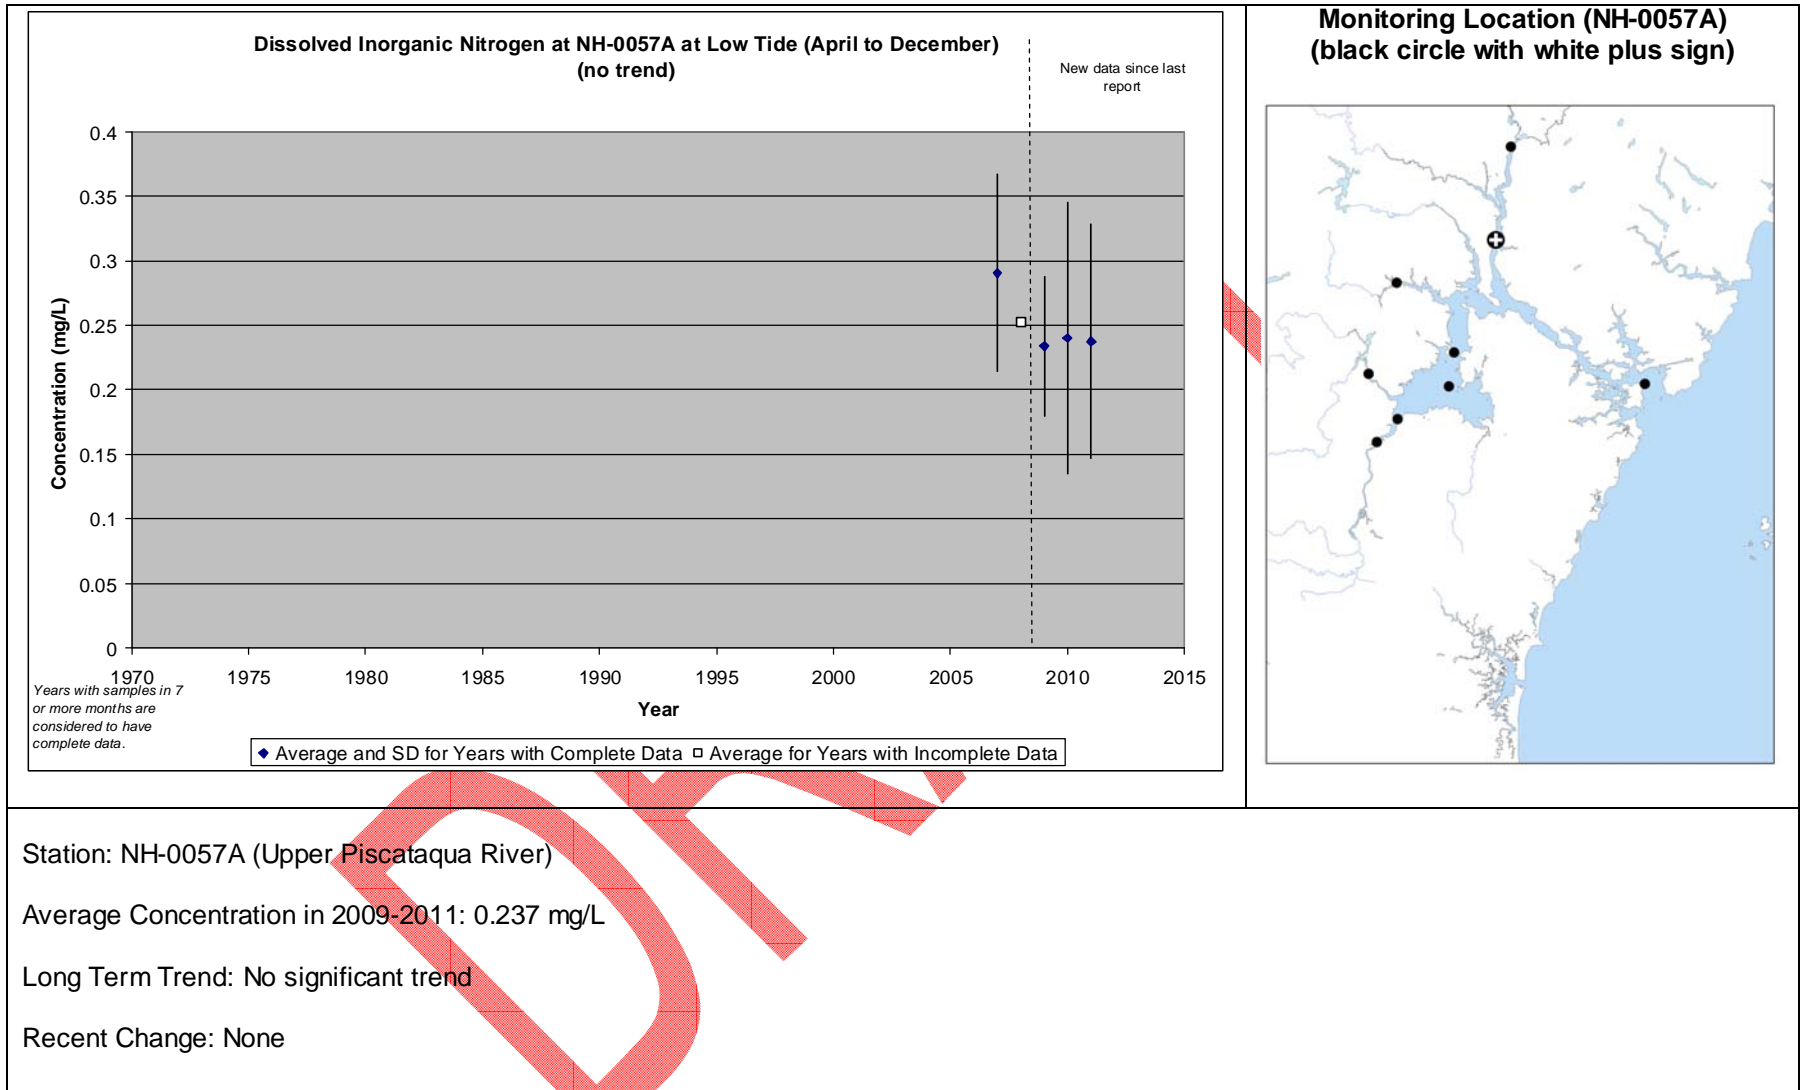 Dissolved Inorganic Nitrogen at NH-0057A at Low Tide (April to December)
(no trend)
New data since last
report
0.4
0.35
0.3
0.25
0.2
0.15
0.1
0.05
0
Concentration (mg/L)
1970 1975 1980 1985 1990 1995 2000 2005 2010 2015
Year
Years with samples in 7
or more months are
considered to have
complete data.
Average and SD for Years with Complete Data Average for Years with Incomplete Data
Monitoring Location (NH-0057A)
(black circle with white plus sign)
Station: NH-0057A (Upper Piscataqua River)
Average Concentration in 2009-2011: 0.237 mg/L
Long Term Trend: No significant trend
Recent Change: None